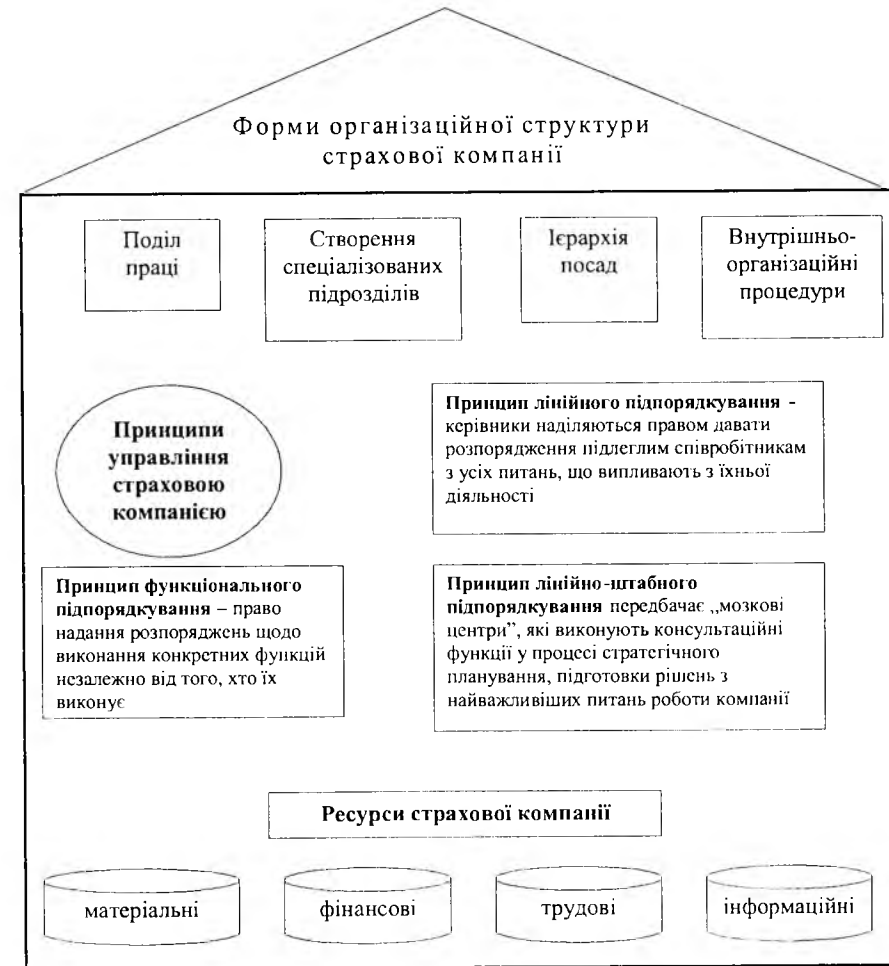 Форми організаційної структури
страхової компанії
Поділ
праці
Створення
спеціалізованих
підрозділів
Ієрархія
посад
Внутрішньо-
організаційні
процедури
Принципи
управління
страховою
компанією
Принцип лінійного підпорядкування -
керівники наділяються правом давати
розпорядження підлеглим співробітникам
з усіх питань, що випливають з їхньої
діяльності
Принцип функціонального
підпорядкування – право
надання розпоряджень щодо
виконання конкретних функцій
незалежно від того, хто їх
виконує
Принцип лінійно-штабного
підпорядкування передбачає „мозкові
центри”, які виконують консультаційні
функції у процесі стратегічного
планування, підготовки рішень з
найважливіших питань роботи компанії
Ресурси страхової компанії
матеріальні
фінансові
трудові
інформаційні